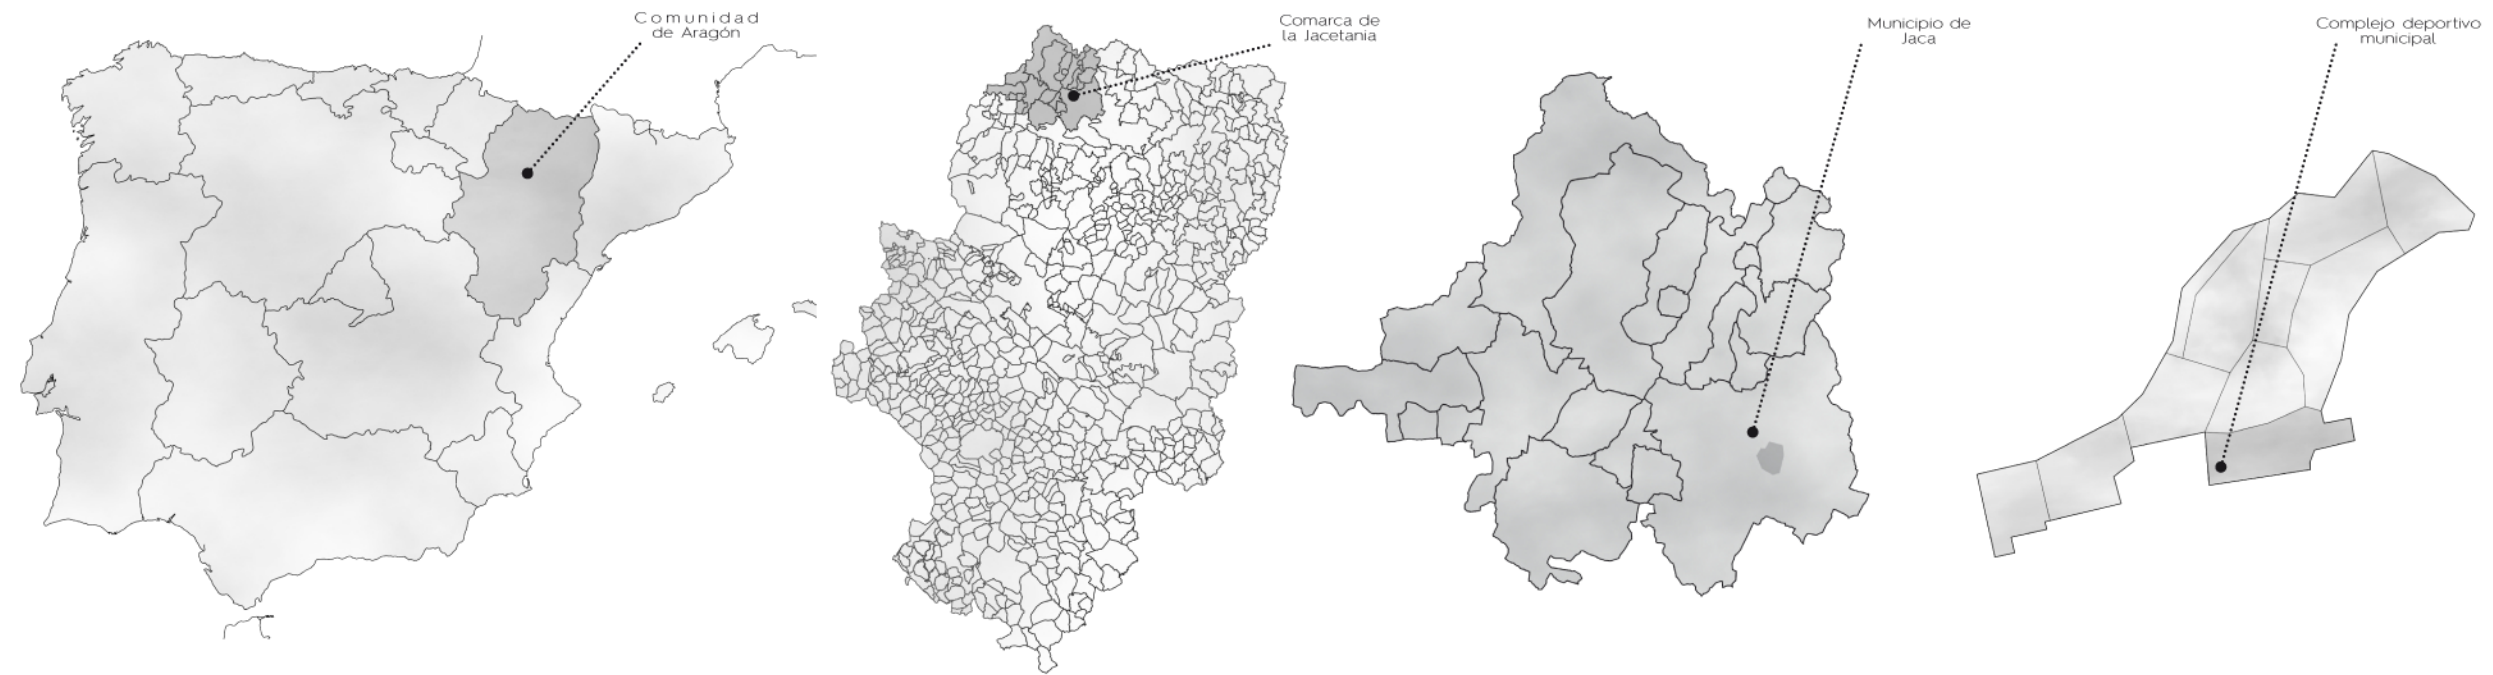 Comunidad
de Aragón
Comarca de
la Jacetania
Municipio de
Jaca
Complejo deportivo
municipal